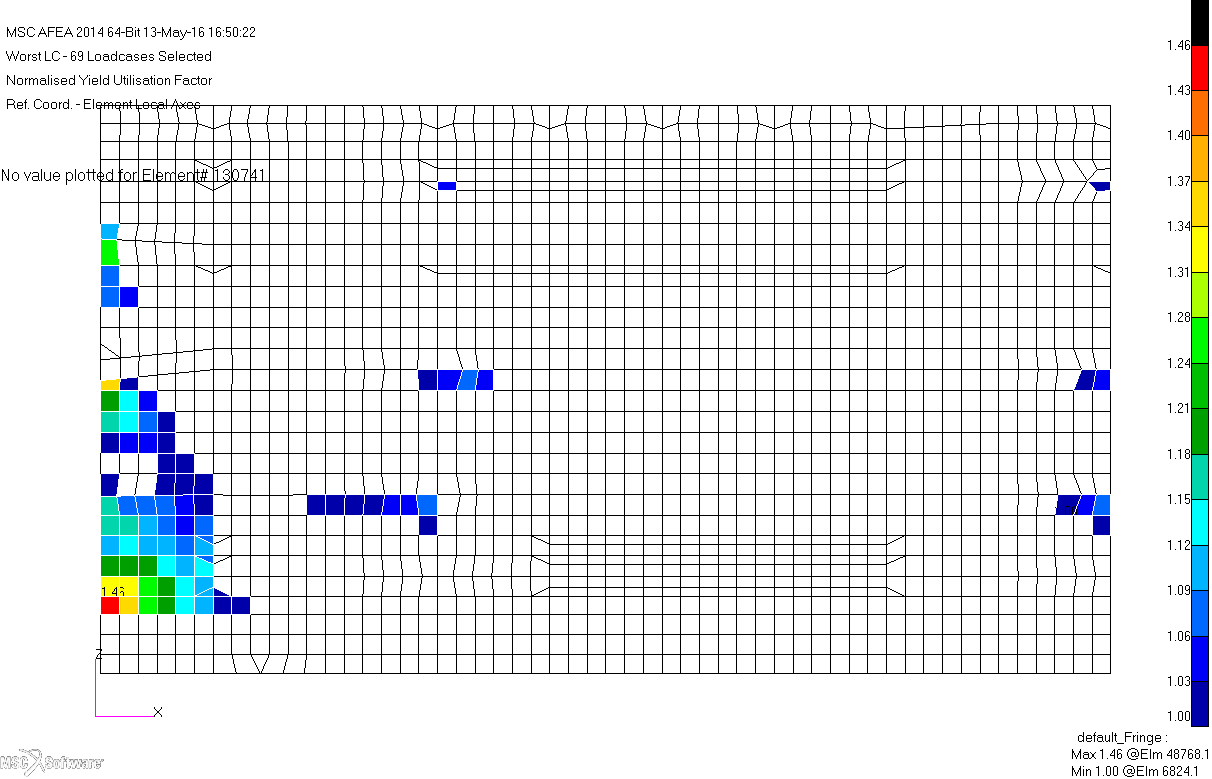 MSC AFEA 2014 64-Bit 13-May-16 16:50:22
Worst LC - 69 Loadcases Selected
Normalised Yield Utilisation Factor
Ref. Coord. - Element Local Axes
No value plotted for Element# 130741
1.46
1.43
1.40
1.37
1.34
1.31
1.28
1.24
1.21
1.18
1.15
1.12
1.09
1.06
1.03
1.00
1.46
Z
X
default_Fringe :
Max 1.46 @Elm 48768.1
Min 1.00 @Elm 6824.1
MSC Software